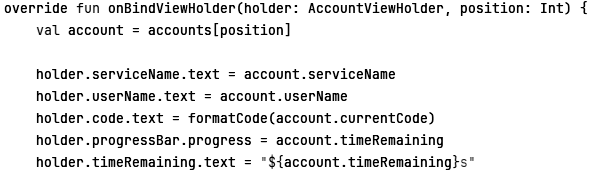 override fun onBindViewHolder(holder: AccountViewHolder, position: Int) {
    val account = accounts[position]

    holder.serviceName.text = account.serviceName
    holder.userName.text = account.userName
    holder.code.text = formatCode(account.currentCode)
    holder.progressBar.progress = account.timeRemaining
    holder.timeRemaining.text = "${account.timeRemaining}s"